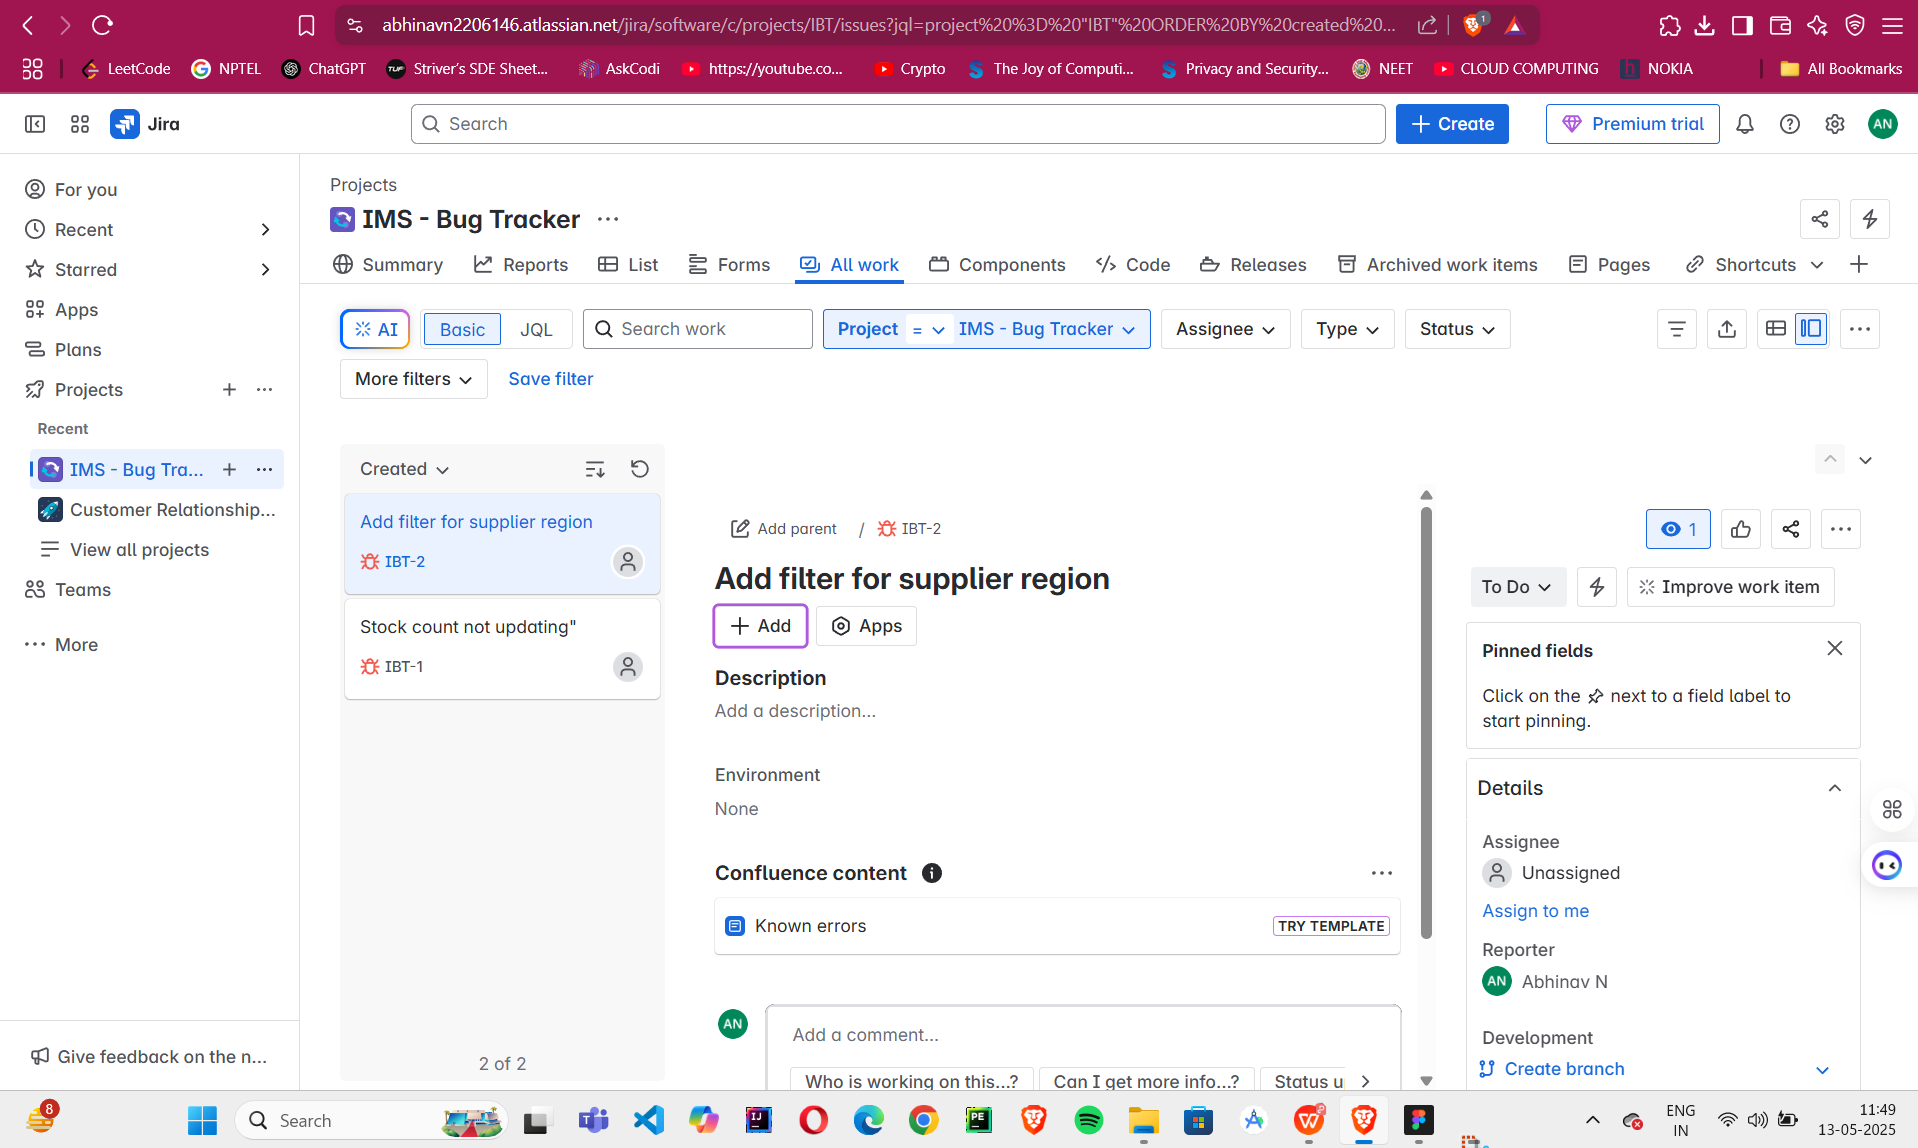 abhinavn2206146.atlassian.net/jira/software/c/projects/IBT/issues?jql=project%20%3D%20"IBT"%20ORDER%20BY%20created%20...
1
LeetCode
NPTEL
ChatGPT
Striver's SDE Sheet...
AskCodi
https://youtube.co...
Crypto
The Joy of Computi...
Privacy and Security...
NEET
CLOUD COMPUTING
NOKIA
All Bookmarks
Jira
Search
Create
Premium trial
AN
For you
Recent
Starred
Apps
Plans
Projects
Recent
IMS - Bug Tra...
Customer Relationship...
View all projects
Teams
More
Give feedback on the n...
Projects
IMS - Bug Tracker
Summary
Reports
List
Forms
All work
Components
Code
Releases
Archived work items
Pages
Shortcuts
AI
Basic
JQL
Search work
Project = IMS - Bug Tracker
Assignee
Type
Status
More filters
Save filter
Created
Add filter for supplier region
IBT-2
Stock count not updating"
IBT-1
2 of 2
Add parent / IBT-2
Add filter for supplier region
Add
Apps
Description
Add a description...
Environment
None
Confluence content
Known errors
TRY TEMPLATE
AN
Add a comment...
Who is working on this...?
Can I get more info...?
Status u
1
To Do
Improve work item
Pinned fields
Click on the next to a field label to
start pinning.
Details
Assignee
Unassigned
Assign to me
Reporter
AN
Abhinav N
Development
Create branch
8
Search
ENG
IN
11:49
13-05-2025